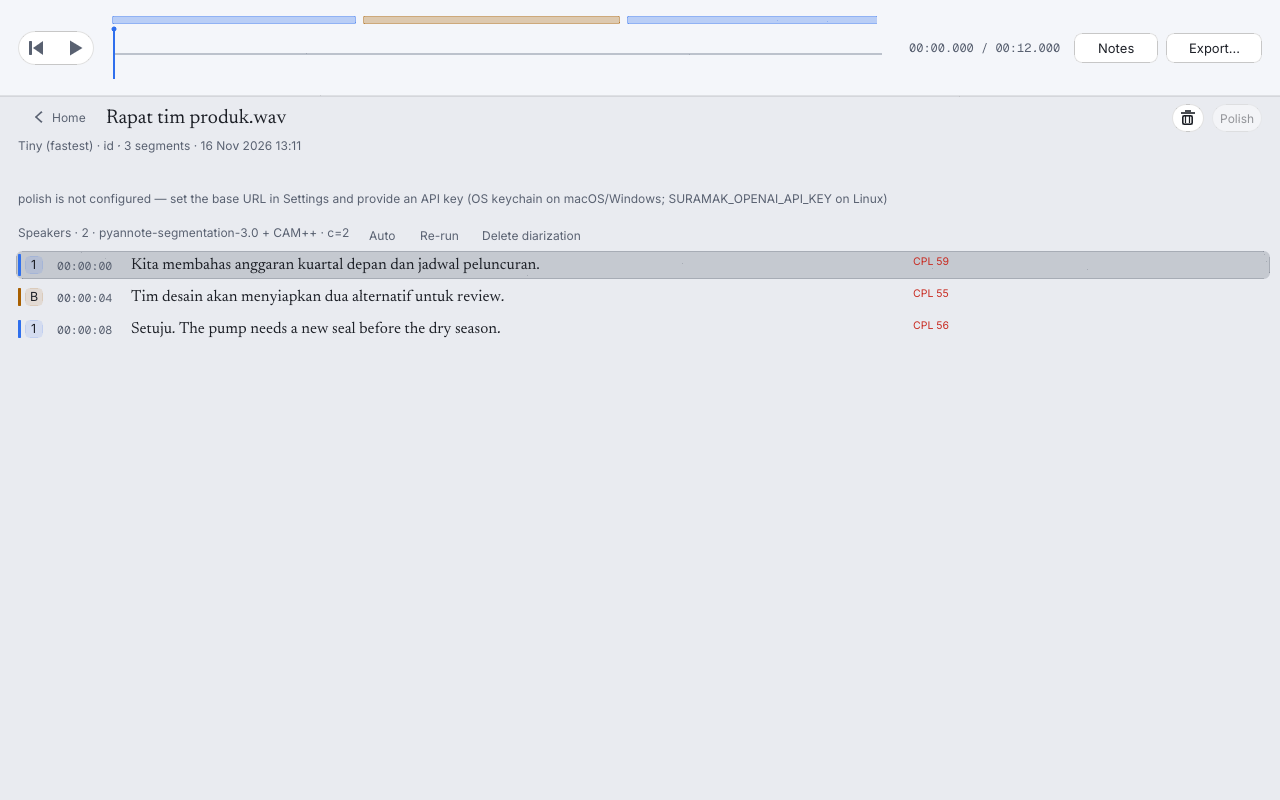 00:00.000 / 00:12.000
Notes
Export...
Home
Rapat tim produk.wav
Polish
Tiny (fastest) · id · 3 segments · 16 Nov 2026 13:11
polish is not configured — set the base URL in Settings and provide an API key (OS keychain on macOS/Windows; SURAMAK_OPENAI_API_KEY on Linux)
Speakers · 2 · pyannote-segmentation-3.0 + CAM++ · c=2
Auto
Re-run
Delete diarization
1 00:00:00 Kita membahas anggaran kuartal depan dan jadwal peluncuran. CPL 59
B 00:00:04 Tim desain akan menyiapkan dua alternatif untuk review. CPL 55
1 00:00:08 Setuju. The pump needs a new seal before the dry season. CPL 56